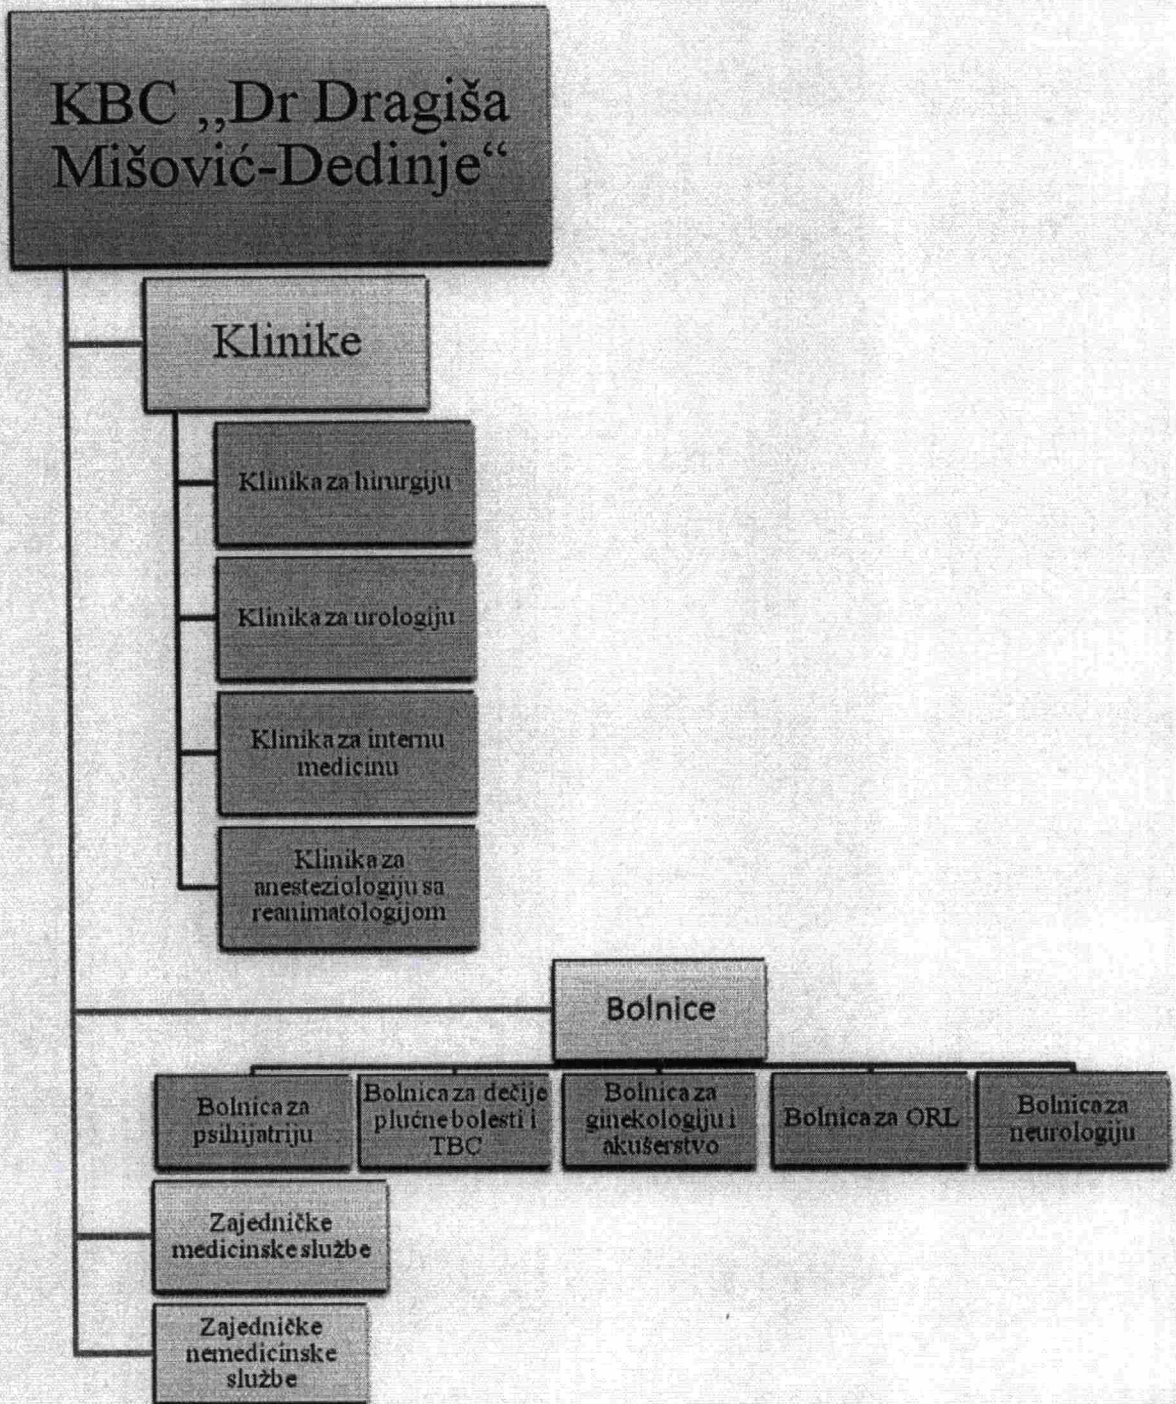 KBC „Dr Dragiša
Mišović-Dedinje“
Klinike
Klinika za hirurgiju
Klinika za urologiju
Klinika za internu
medicinu
Klinika za
anesteziologiju sa
reanimatologijom
Bolnice
Bolnica za
psihijatriju
Bolnica za dečije
plućne bolesti i
TBC
Bolnica za
ginekologiju i
akušerstvo
Bolnica za ORL
Bolnica za
neurologiju
Zajedničke
medicinske službe
Zajedničke
nemedicinske
službe